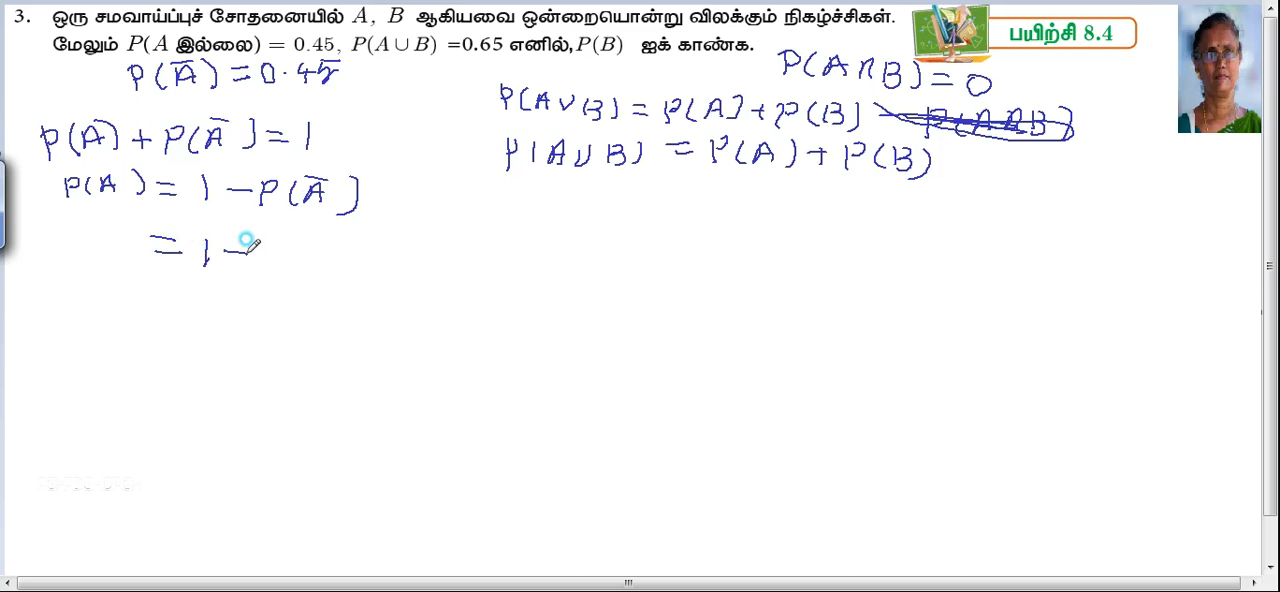 3. ஒரு சமவாய்ப்புச் சோதனையில் A, B ஆகியவை ஒன்றையொன்று விலக்கும் நிகழ்ச்சிகள்.
மேலும் P(A இல்லை) = 0.45, P(A∪B) =0.65 எனில்,P(B) ஐக் காண்க.
பயிற்சி 8.4
P(A̅) = 0.45
P(A∩B) = 0
P(A∪B) = P(A) + P(B) - P(A∩B)
P(A) + P(A̅) = 1
P(A∪B) = P(A) + P(B)
P(A) = 1 - P(A̅)
= 1 -